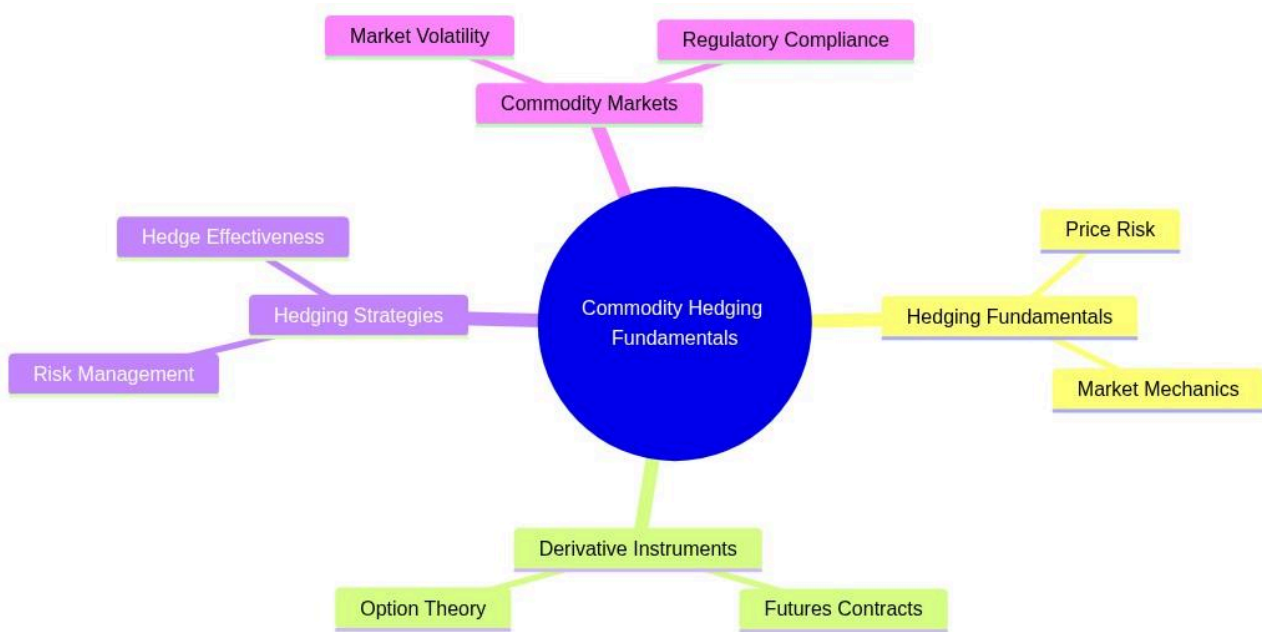 Market Volatility
Regulatory Compliance
Commodity Markets
Hedge Effectiveness
Hedging Strategies
Risk Management
Commodity Hedging
Fundamentals
Price Risk
Hedging Fundamentals
Market Mechanics
Derivative Instruments
Option Theory
Futures Contracts